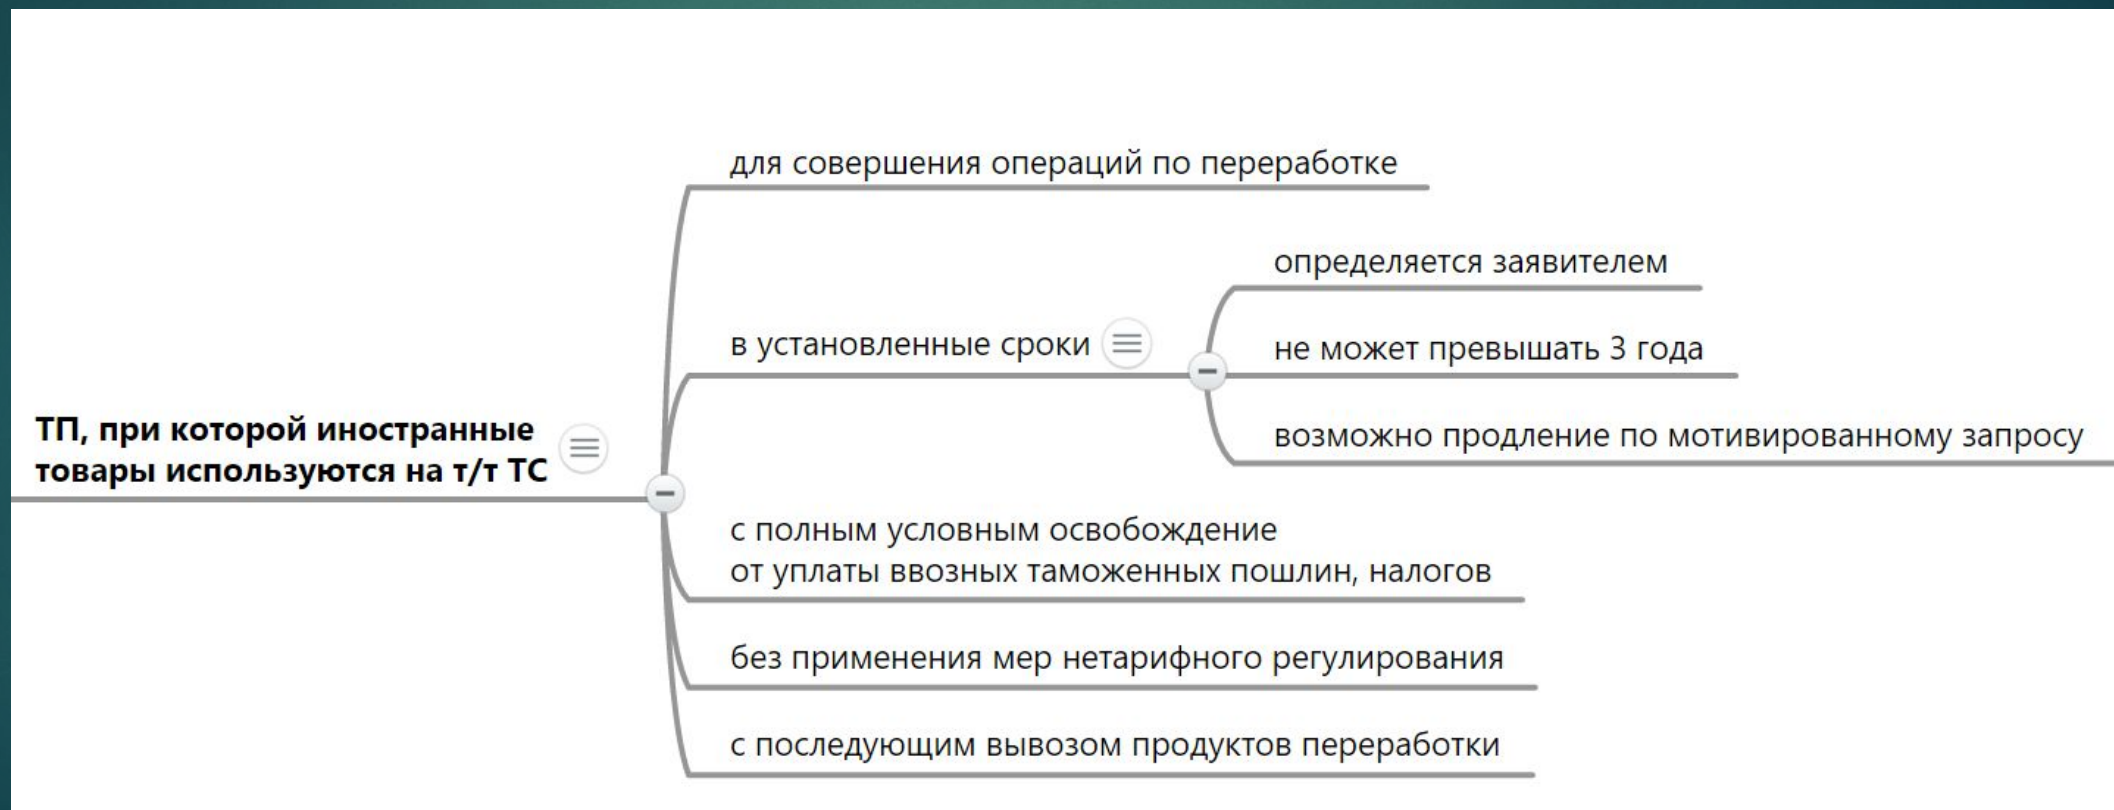 ТП, при которой иностранные
товары используются на т/т ТС
для совершения операций по переработке
в установленные сроки
определяется заявителем
не может превышать 3 года
возможно продление по мотивированному запросу
с полным условным освобождение
от уплаты ввозных таможенных пошлин, налогов
без применения мер нетарифного регулирования
с последующим вывозом продуктов переработки